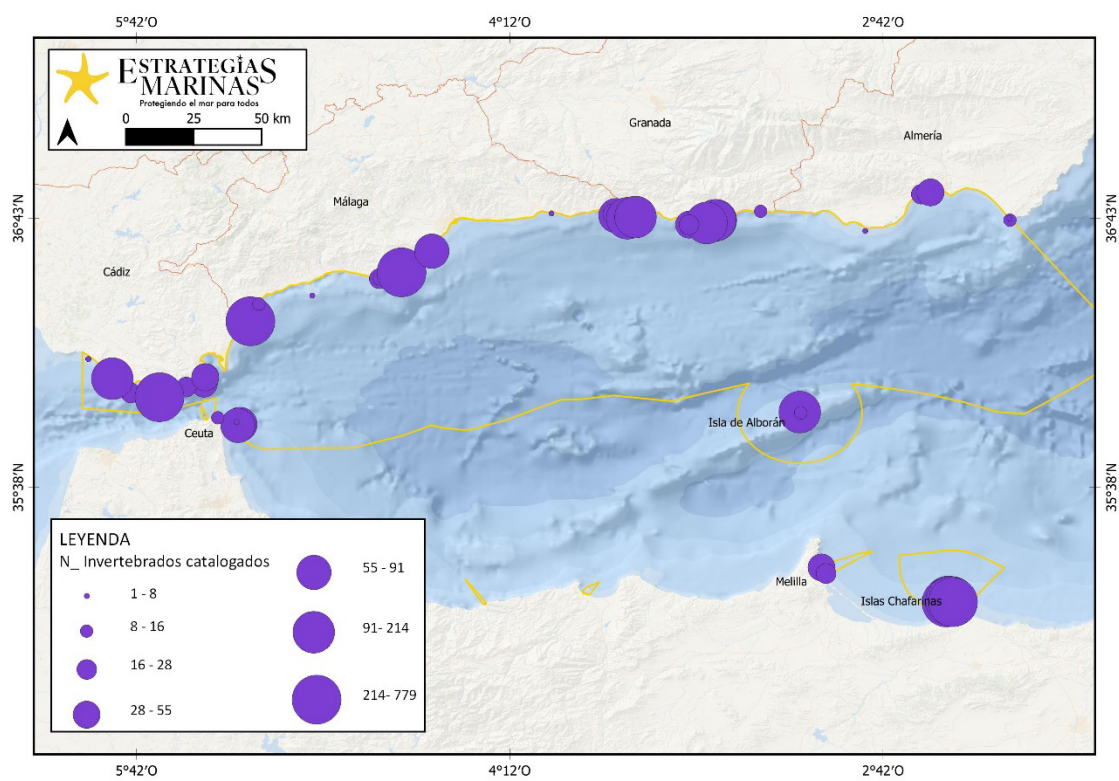 5°42'O 4°12'O 2°42'O
ESTRATEGIAS
MARINAS
Protegiendo el mar para todos
0 25 50 km
Granada
Almería
Málaga
Cádiz
36°43'N
36°43'N
Isla de Alborán
Ceuta
35°38'N
35°38'N
Melilla
Islas Chafarinas
LEYENDA
N_ Invertebrados catalogados
1 - 8
8 - 16
16 - 28
28 - 55
55 - 91
91- 214
214- 779
5°42'O 4°12'O 2°42'O